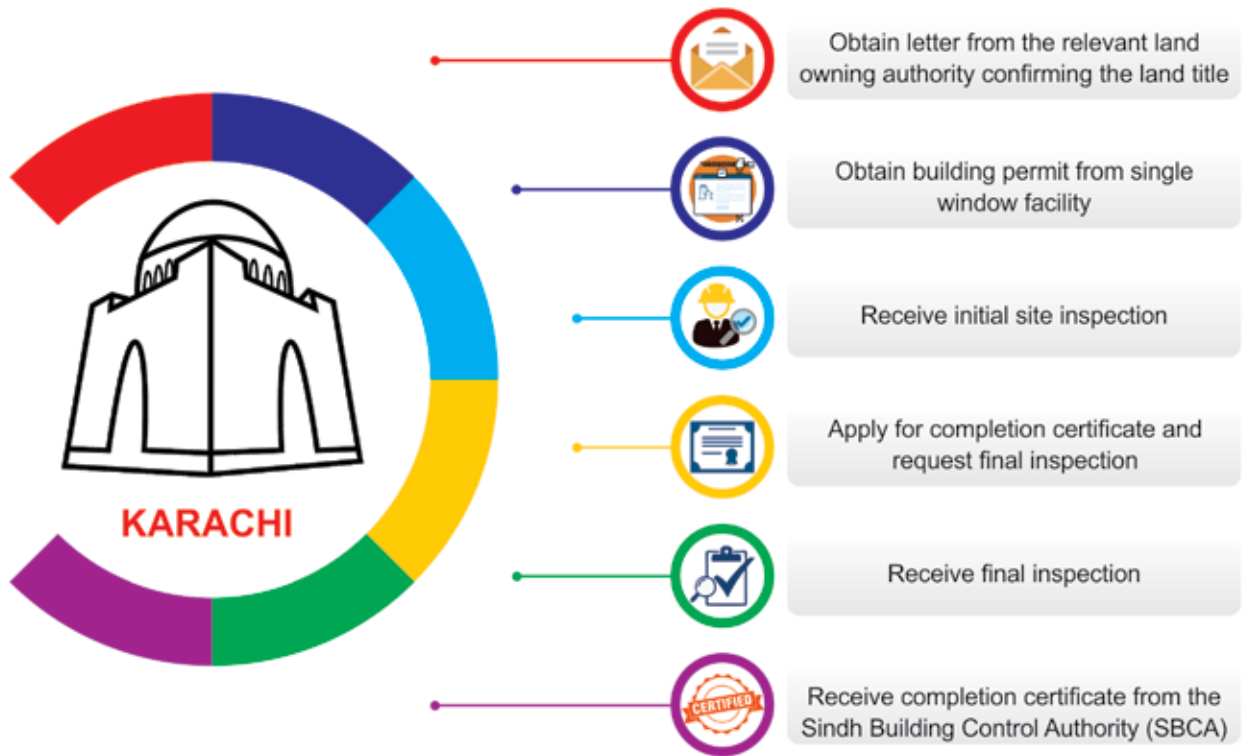 Obtain letter from the relevant land
owning authority confirming the land title
Obtain building permit from single
window facility
Receive initial site inspection
Apply for completion certificate and
request final inspection
KARACHI
Receive final inspection
CERTIFIED
Receive completion certificate from the
Sindh Building Control Authority (SBCA)